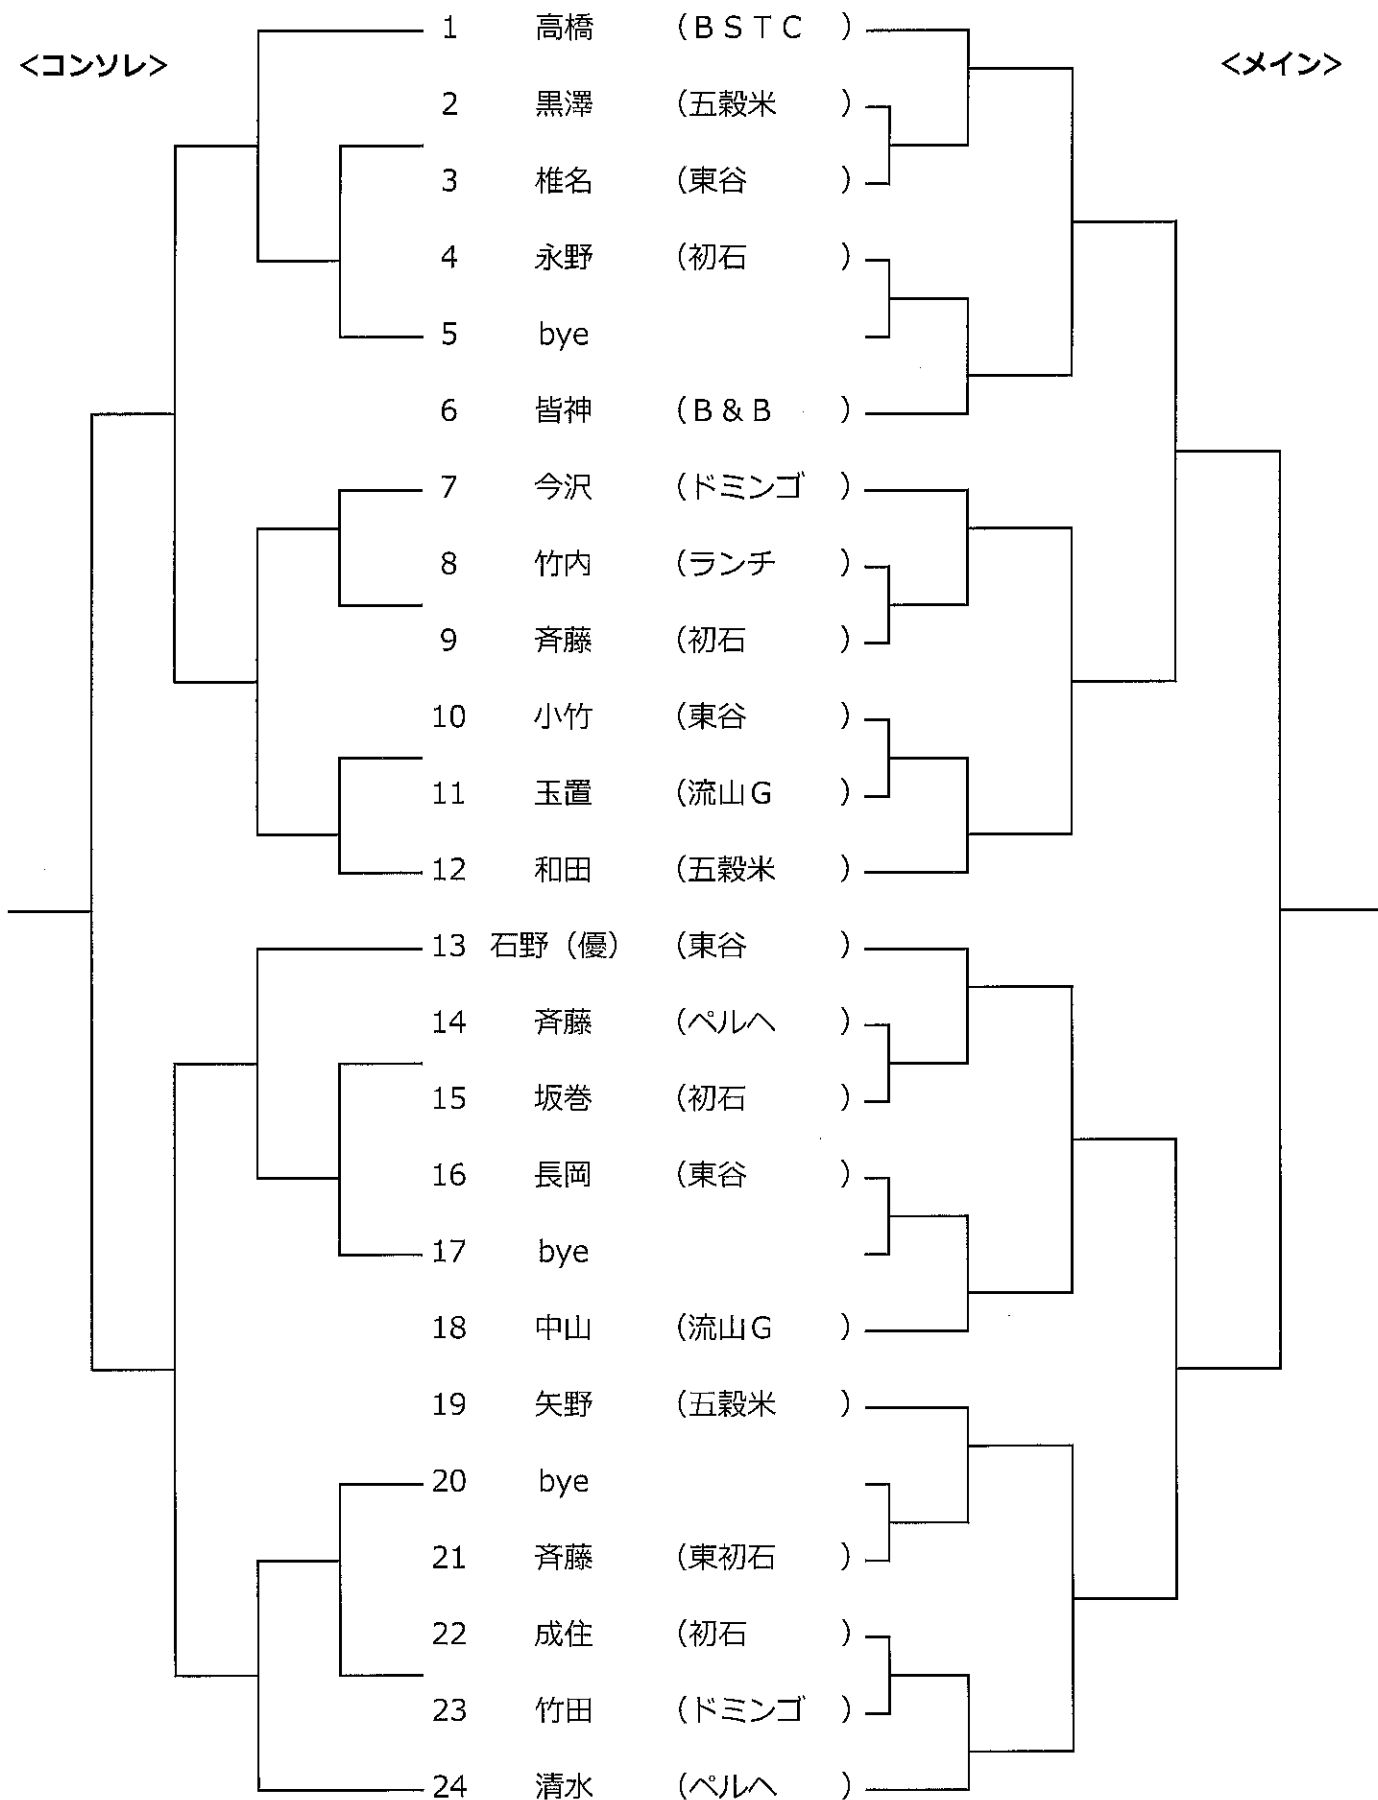 1 高橋 (ＢＳＴＣ )
<コンソレ> <メイン>
2 黒澤 (五穀米 )
3 椎名 (東谷 )
4 永野 (初石 )
5 bye
6 皆神 (Ｂ＆Ｂ )
7 今沢 (ドミンゴ )
8 竹内 (ランチ )
9 斉藤 (初石 )
10 小竹 (東谷 )
11 玉置 (流山Ｇ )
12 和田 (五穀米 )
13 石野（優） (東谷 )
14 斉藤 (ペルヘ )
15 坂巻 (初石 )
16 長岡 (東谷 )
17 bye
18 中山 (流山Ｇ )
19 矢野 (五穀米 )
20 bye
21 斉藤 (東初石 )
22 成住 (初石 )
23 竹田 (ドミンゴ )
24 清水 (ペルヘ )